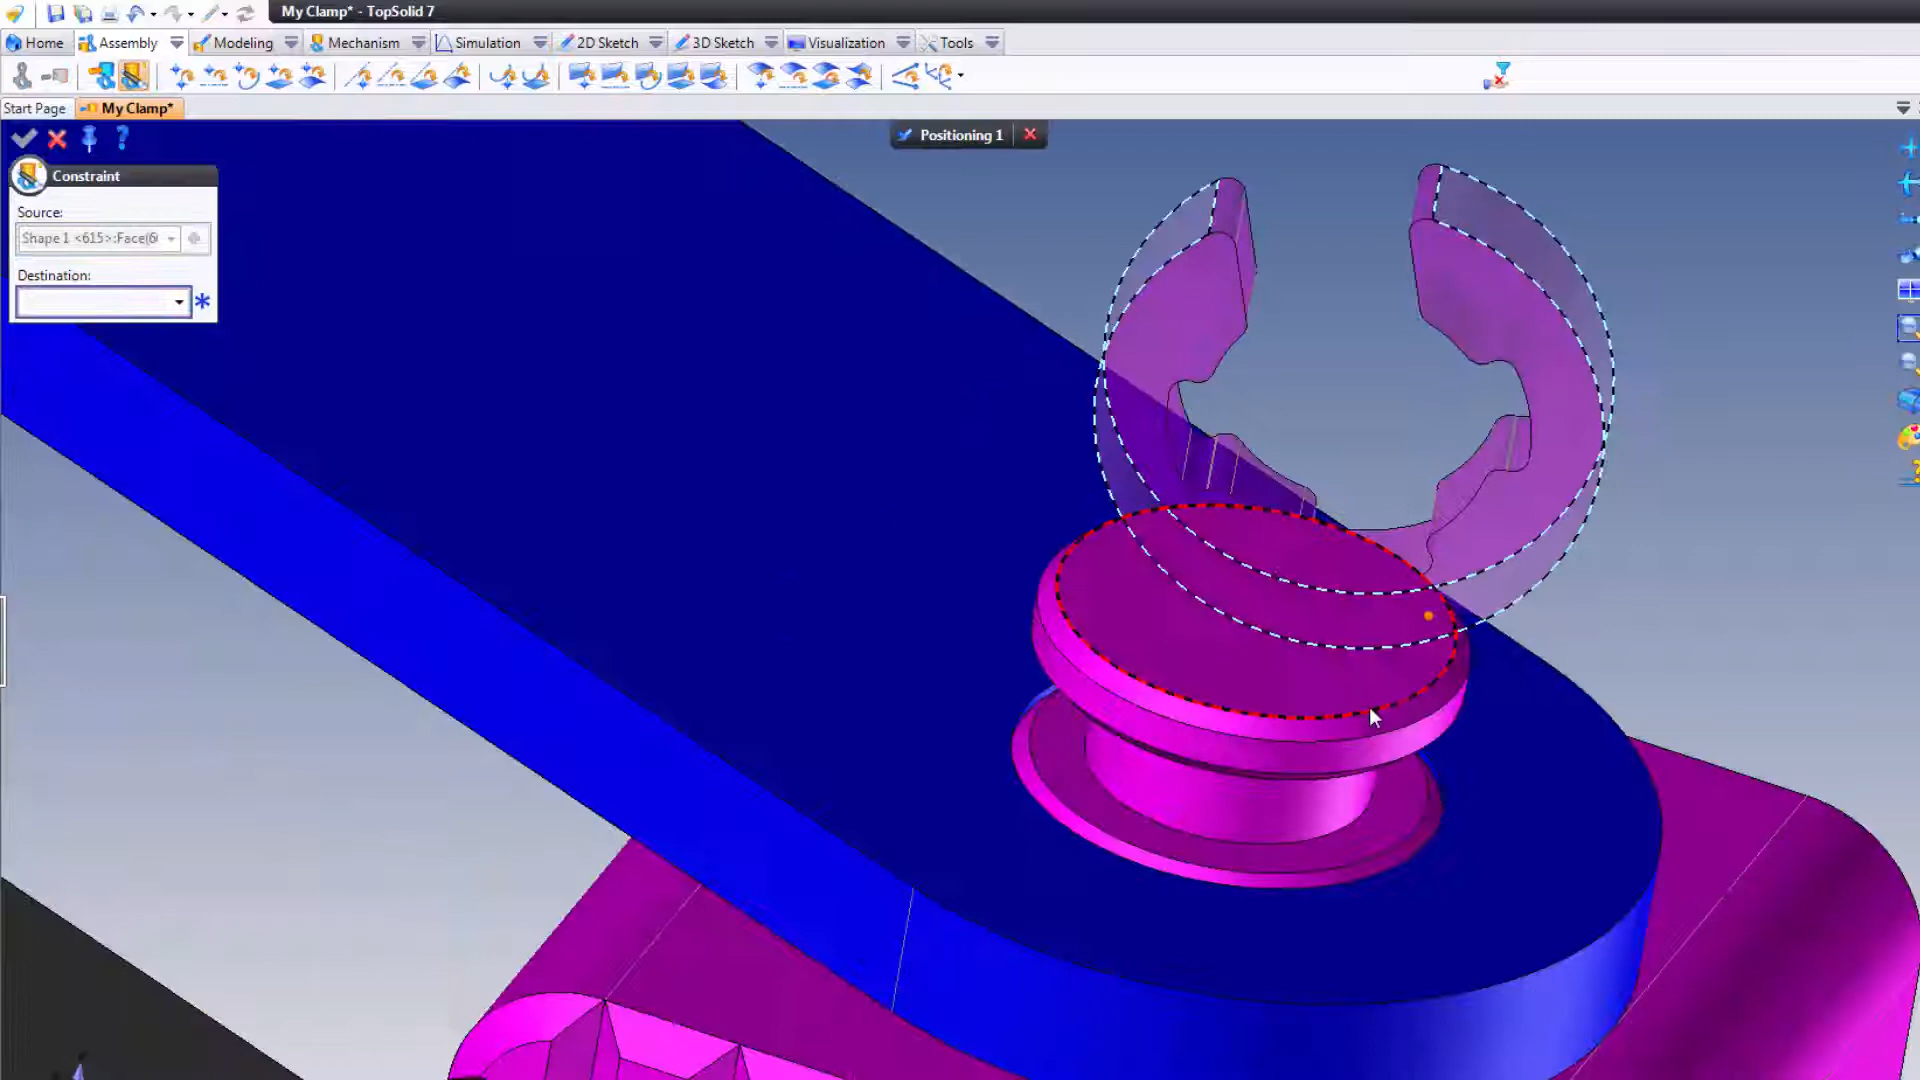 My Clamp* - TopSolid 7
Home Assembly Modeling Mechanism Simulation 2D Sketch 3D Sketch Visualization Tools
Start Page My Clamp*
Positioning 1
Constraint
Source:
Shape 1 <615>:Face(6
Destination: